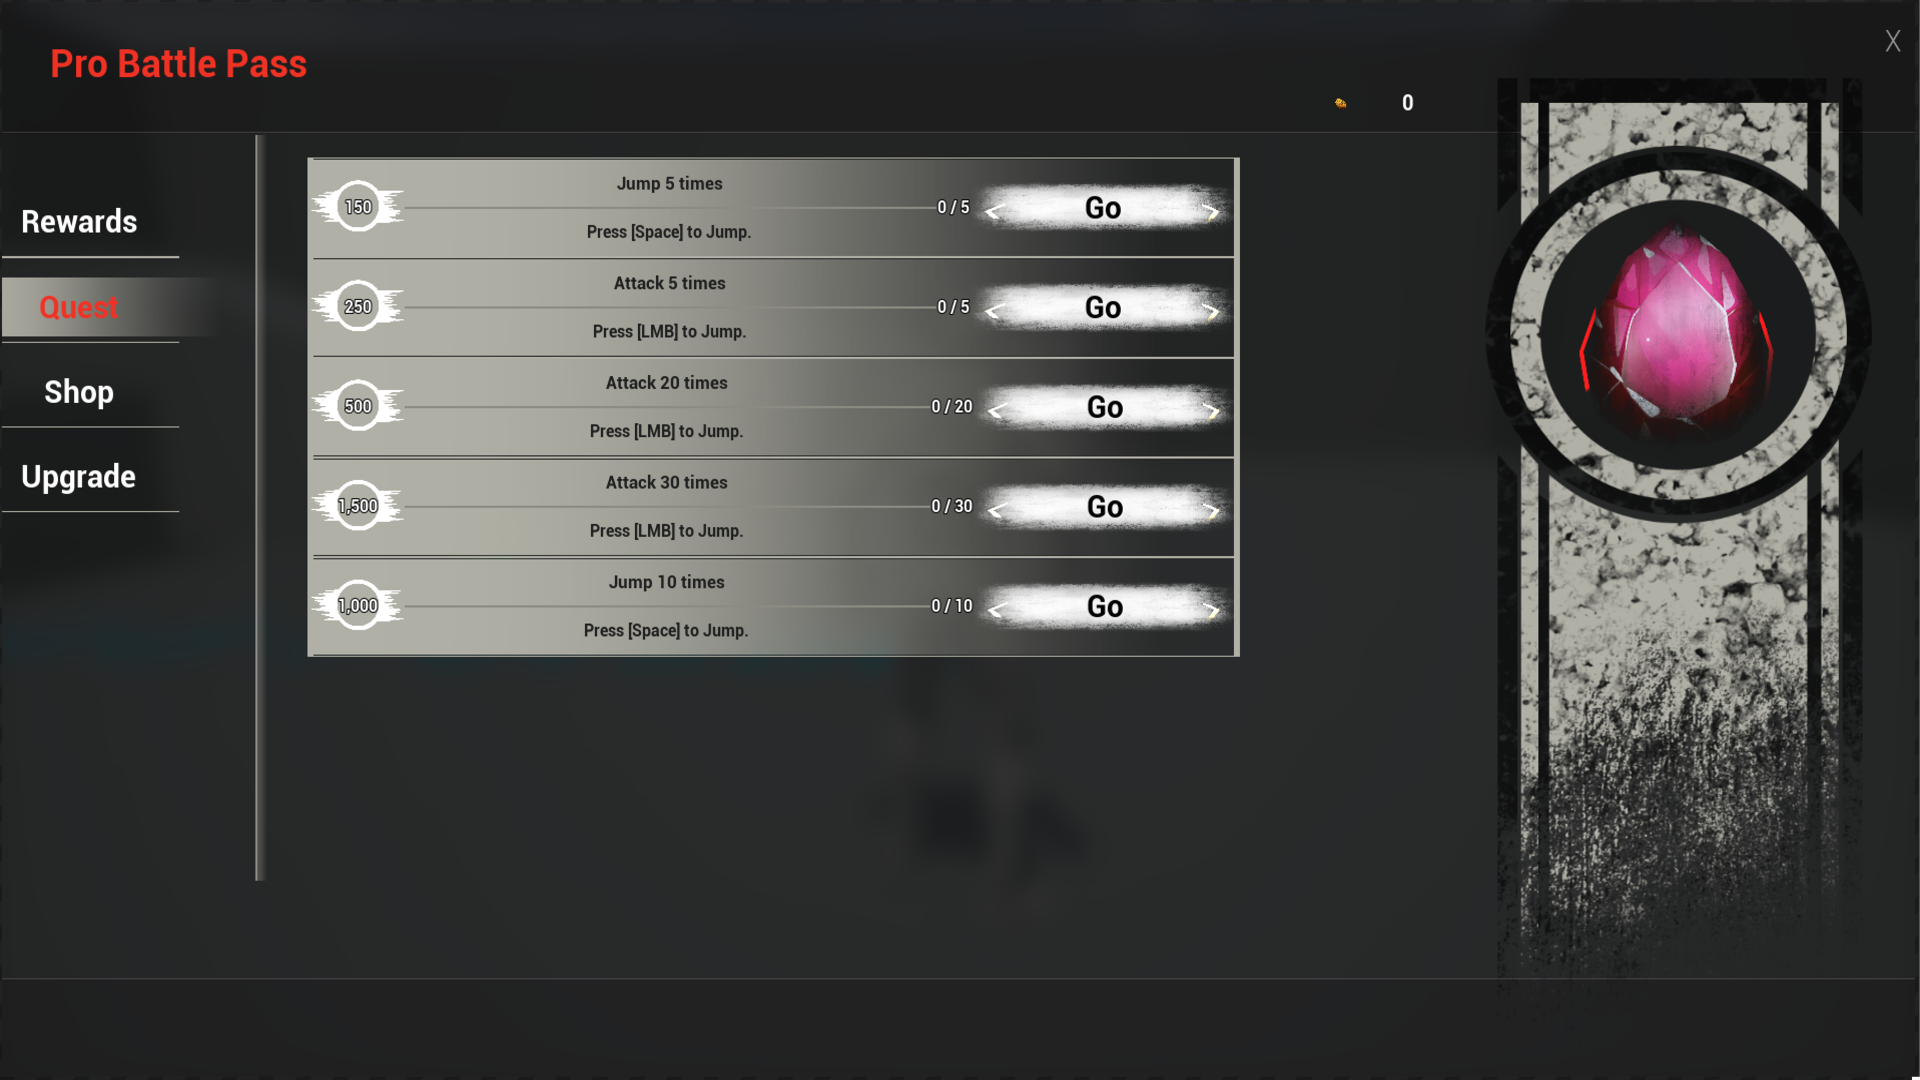 Pro Battle Pass
X
0
Rewards
Quest
Shop
Upgrade
150
Jump 5 times
0 / 5
Go
Press [Space] to Jump.
250
Attack 5 times
0 / 5
Go
Press [LMB] to Jump.
500
Attack 20 times
0 / 20
Go
Press [LMB] to Jump.
1,500
Attack 30 times
0 / 30
Go
Press [LMB] to Jump.
1,000
Jump 10 times
0 / 10
Go
Press [Space] to Jump.